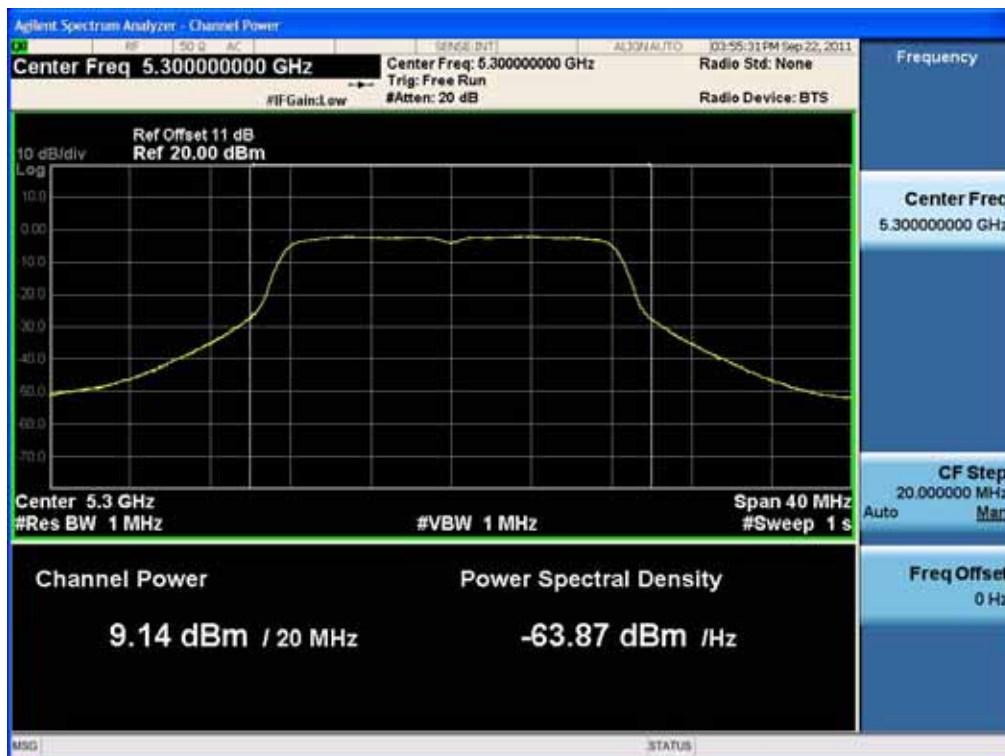 Agilent Spectrum Analyzer - Channel Power
RF 50 Ω AC SENSE:INT ALIGNAUTO 03:55:31 PM Sep 22, 2011
Center Freq 5.300000000 GHz
Center Freq: 5.300000000 GHz
Radio Std: None
Trig: Free Run
#IFGain:Low
#Atten: 20 dB
Radio Device: BTS
Ref Offset 11 dB
10 dB/div Ref 20.00 dBm
Log
10.0
0.00
-10.0
-20.0
-30.0
-40.0
-50.0
-60.0
-70.0
Center 5.3 GHz
Span 40 MHz
#Res BW 1 MHz
#VBW 1 MHz
#Sweep 1 s
Channel Power
Power Spectral Density
9.14 dBm / 20 MHz
-63.87 dBm /Hz
MSG
STATUS
Frequency
Center Freq
5.300000000 GHz
CF Step
20.000000 MHz
Auto Man
Freq Offset
0 Hz